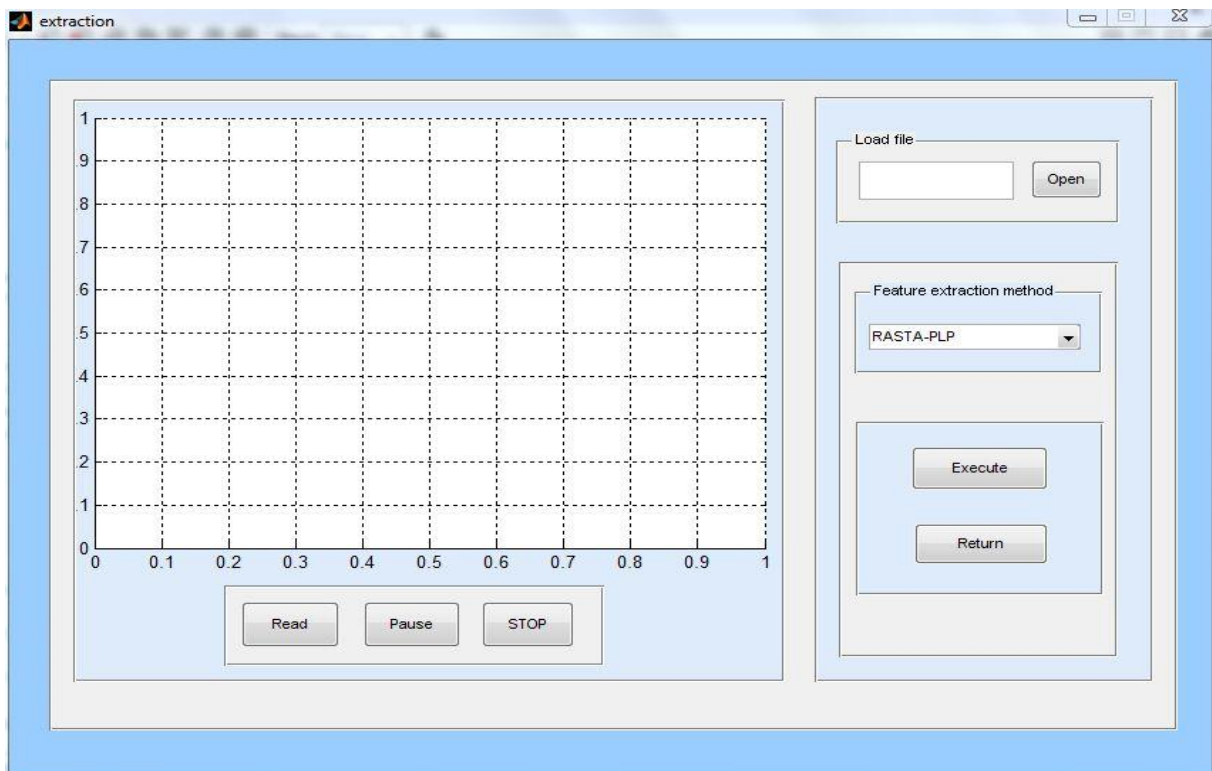 extraction
1
.9
.8
.7
.6
.5
.4
.3
.2
.1
0
0 0.1 0.2 0.3 0.4 0.5 0.6 0.7 0.8 0.9 1
Read Pause STOP
Load file
Open
Feature extraction method
RASTA-PLP
Execute
Return